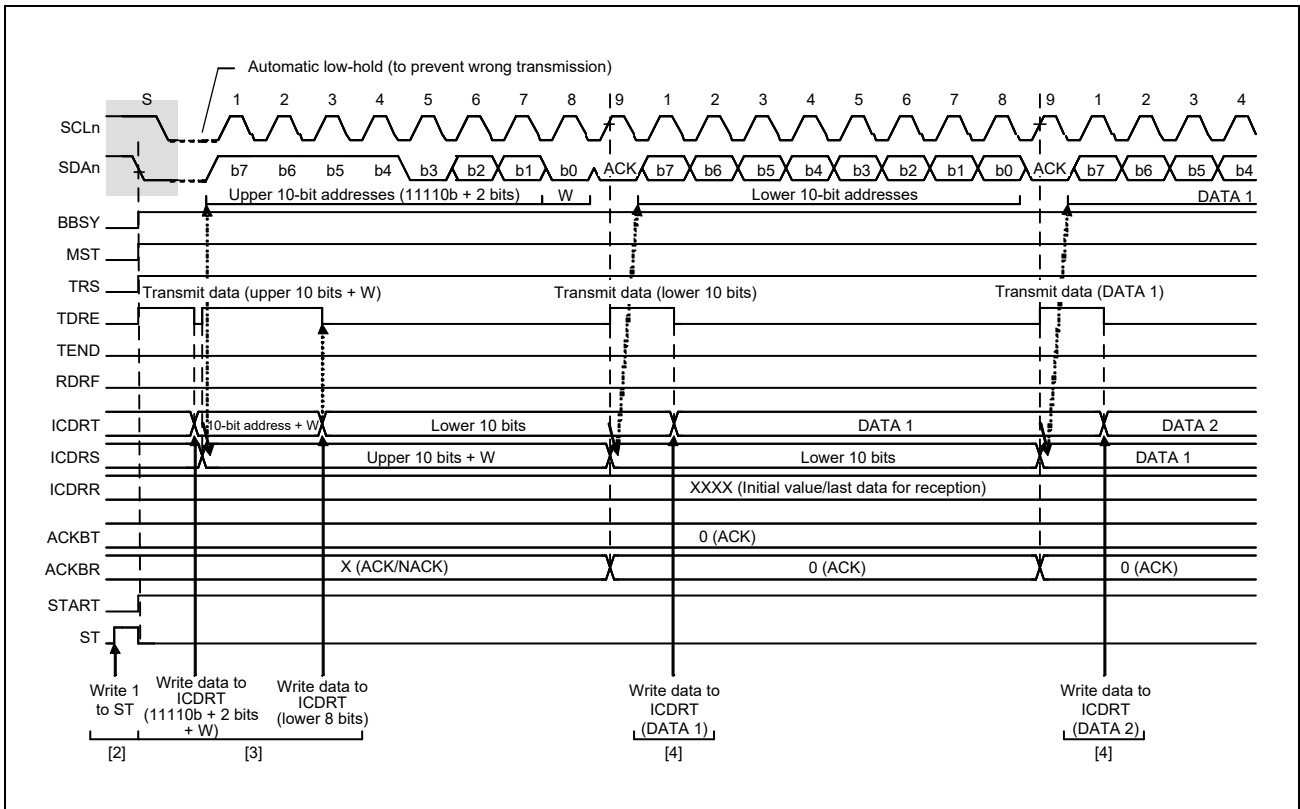 Automatic low-hold (to prevent wrong transmission)
S 1 2 3 4 5 6 7 8 9 1 2 3 4 5 6 7 8 9 1 2 3 4
SCLn
SDAn b7 b6 b5 b4 b3 b2 b1 b0 ACK b7 b6 b5 b4 b3 b2 b1 b0 ACK b7 b6 b5 b4
Upper 10-bit addresses (11110b + 2 bits) W Lower 10-bit addresses DATA 1
BBSY
MST
TRS
Transmit data (upper 10 bits + W) Transmit data (lower 10 bits) Transmit data (DATA 1)
TDRE
TEND
RDRF
ICDRT 10-bit address + W Lower 10 bits DATA 1 DATA 2
ICDRS Upper 10 bits + W Lower 10 bits DATA 1
ICDRR XXXX (Initial value/last data for reception)
ACKBT 0 (ACK)
ACKBR X (ACK/NACK) 0 (ACK) 0 (ACK)
START
ST
Write 1
to ST
Write data to
ICDRT
(11110b + 2 bits
+ W)
Write data to
ICDRT
(lower 8 bits)
Write data to
ICDRT
(DATA 1)
Write data to
ICDRT
(DATA 2)
[2] [3] [4] [4]